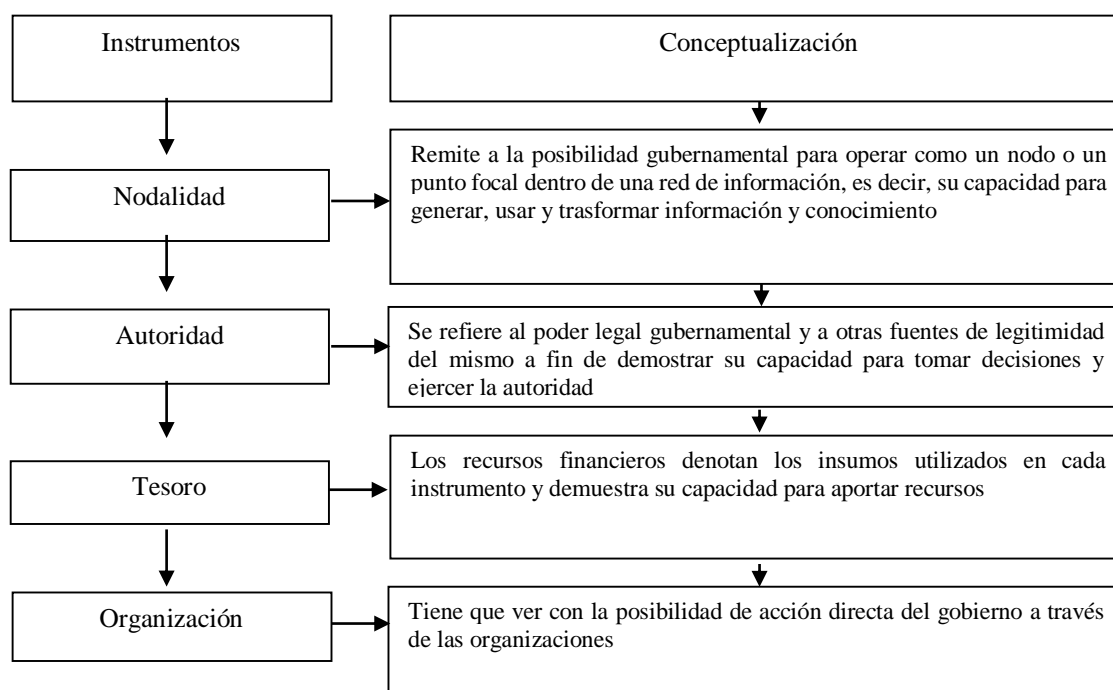 Instrumentos
Conceptualización
Nodalidad
Remite a la posibilidad gubernamental para operar como un nodo o un
punto focal dentro de una red de información, es decir, su capacidad para
generar, usar y trasformar información y conocimiento
Autoridad
Se refiere al poder legal gubernamental y a otras fuentes de legitimidad
del mismo a fin de demostrar su capacidad para tomar decisiones y
ejercer la autoridad
Tesoro
Los recursos financieros denotan los insumos utilizados en cada
instrumento y demuestra su capacidad para aportar recursos
Organización
Tiene que ver con la posibilidad de acción directa del gobierno a través
de las organizaciones